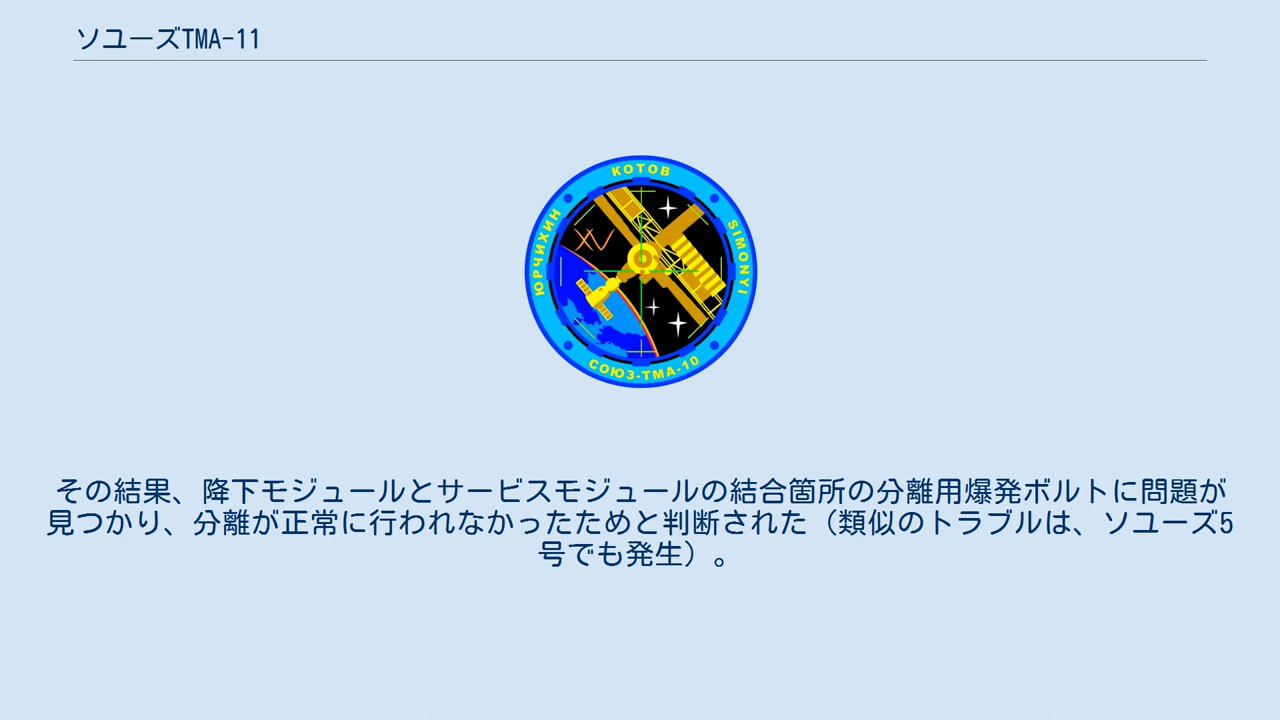 ソユーズTMA-11
КОТОВ
ЮРЧИХИН
SIMONYI
XV
СОЮЗ-ТМА-10
その結果、降下モジュールとサービスモジュールの結合箇所の分離用爆発ボルトに問題が
見つかり、分離が正常に行われなかったためと判断された（類似のトラブルは、ソユーズ5
号でも発生）。